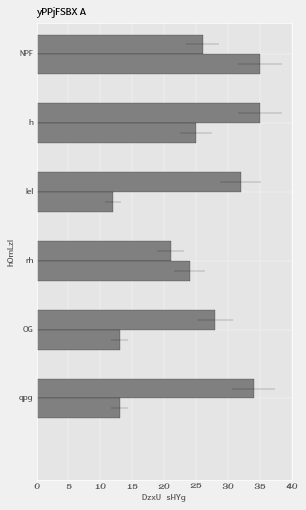 yPPjFSBX A
NPF
h
lel
rh
OG
qpg
hOmLzl
0 5 10 15 20 25 30 35 40
DzxU sHYg